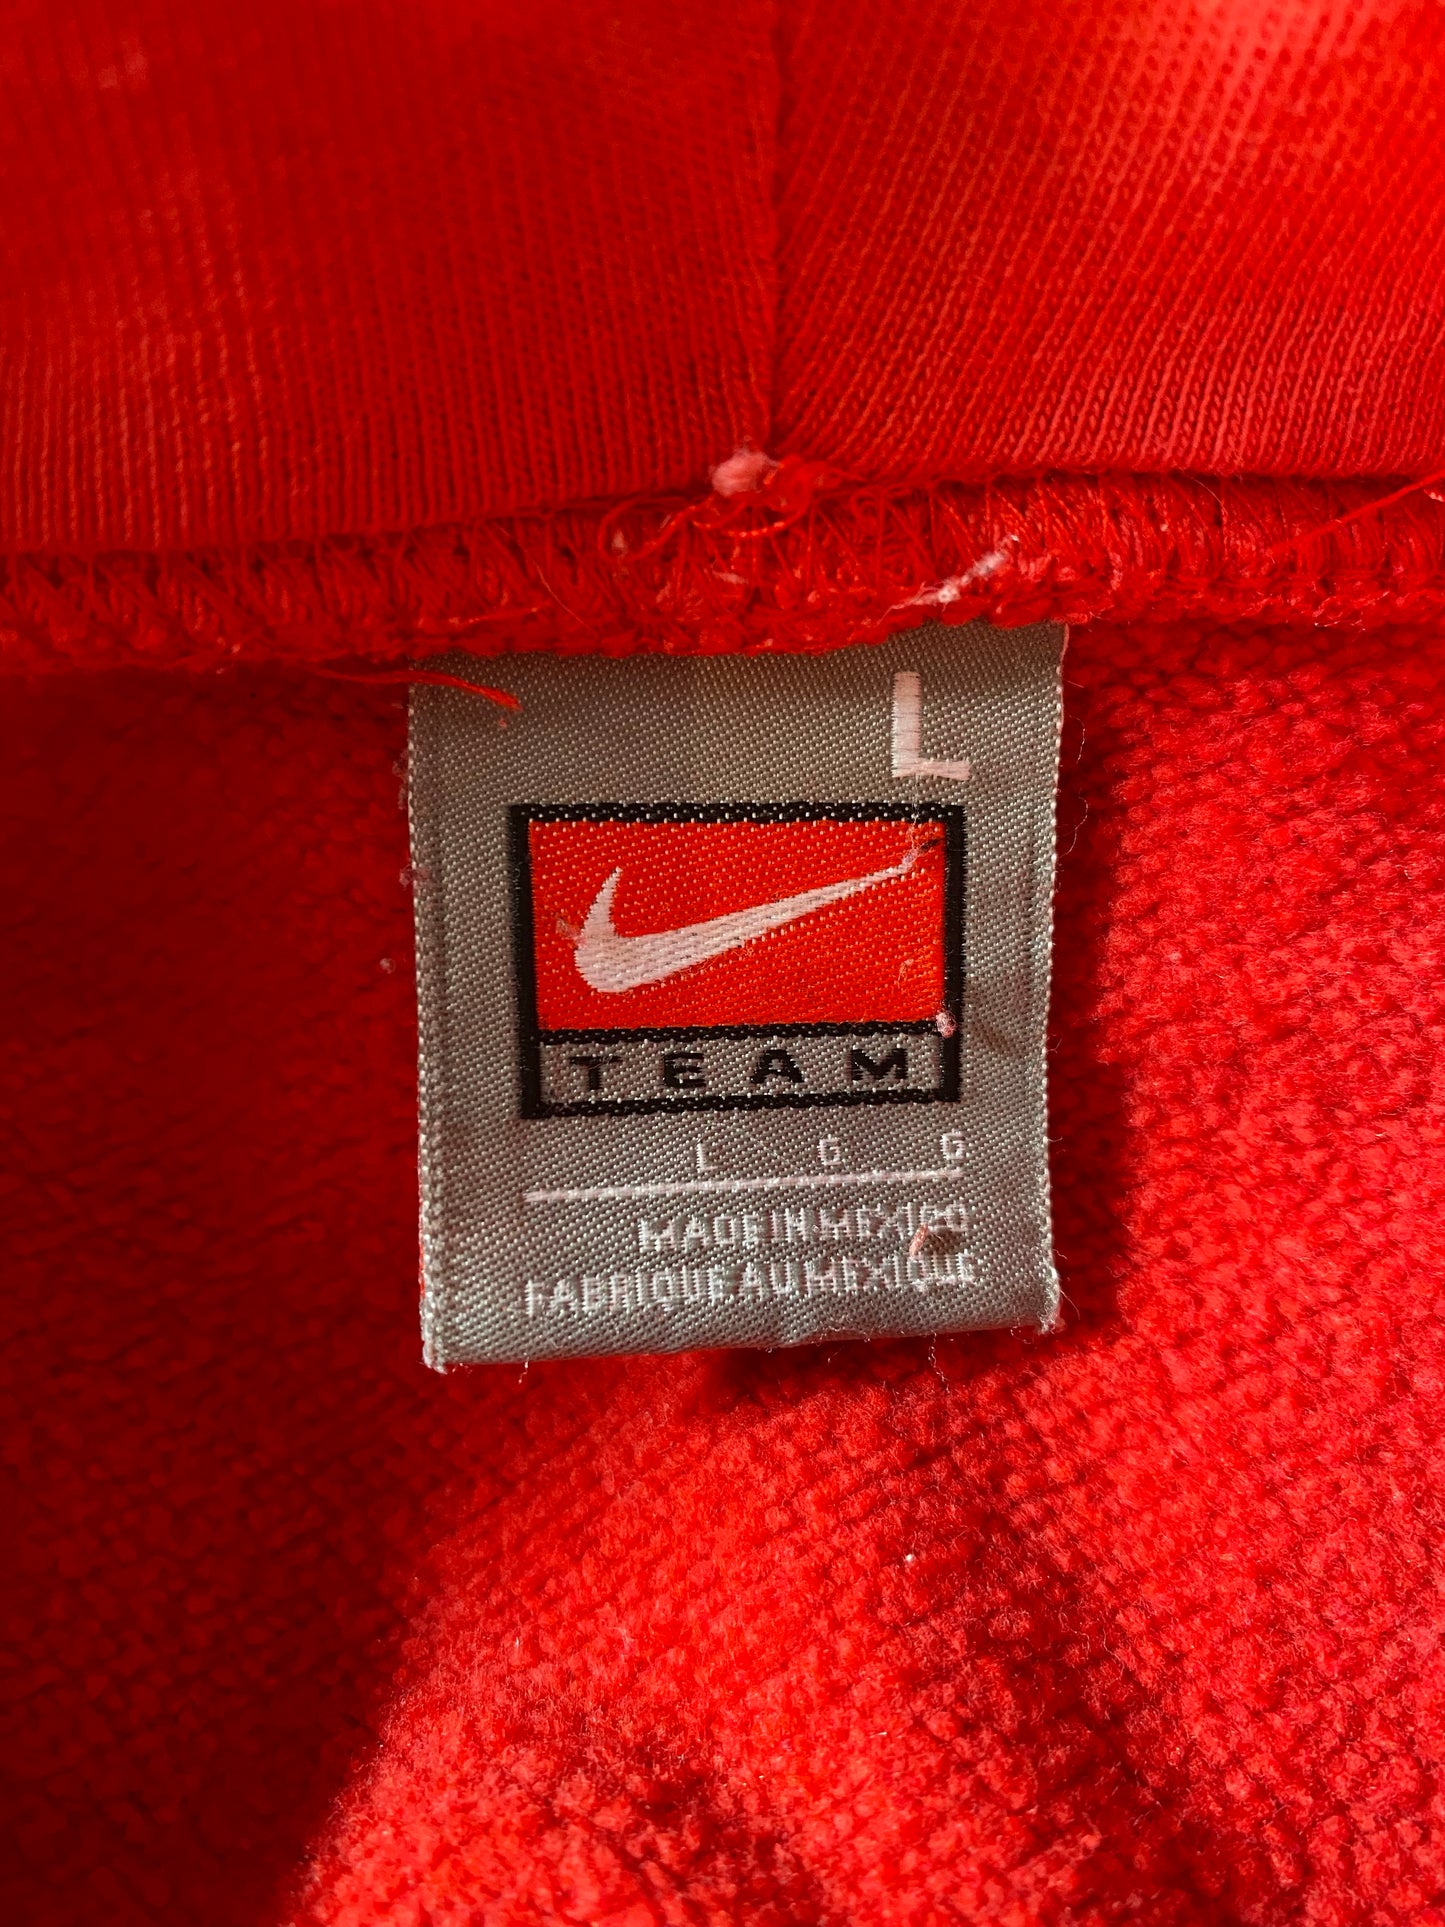 L
TEAM
L G G
MADE IN MEXICO
FABRIQUE AU MEXIQUE